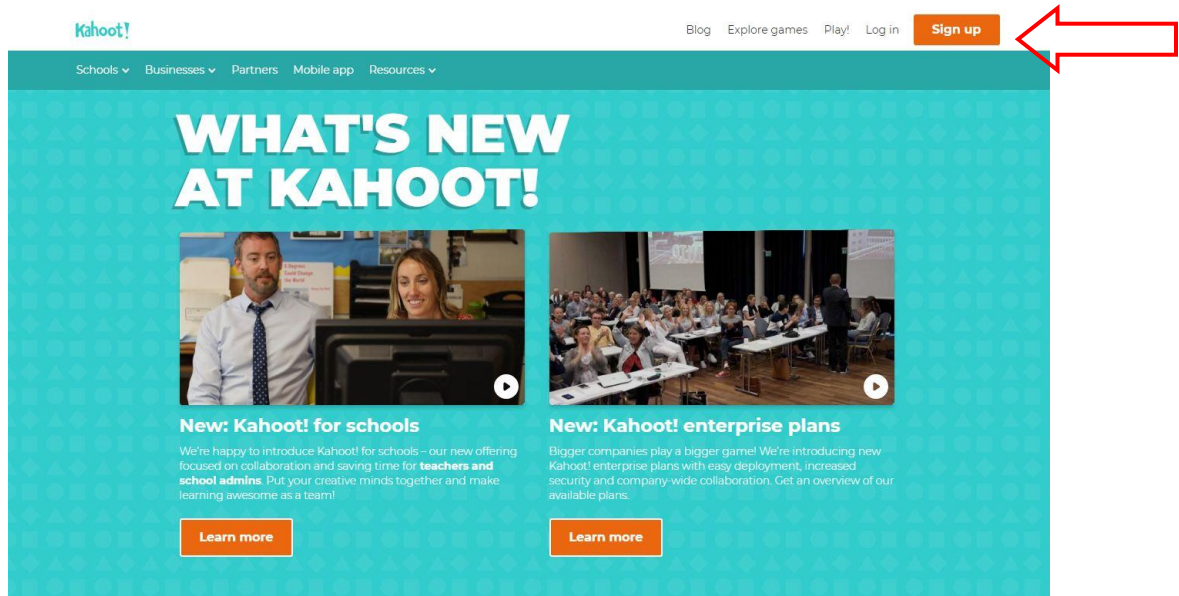 Kahoot!
Blog Explore games Play! Log in Sign up
Schools Businesses Partners Mobile app Resources
WHAT'S NEW
AT KAHOOT!
New: Kahoot! for schools
We're happy to introduce Kahoot! for schools – our new offering
focused on collaboration and saving time for teachers and
school admins. Put your creative minds together and make
learning awesome as a team!
Learn more
New: Kahoot! enterprise plans
Bigger companies play a bigger game! We're introducing new
Kahoot! enterprise plans with easy deployment, increased
security and company-wide collaboration. Get an overview of our
available plans.
Learn more